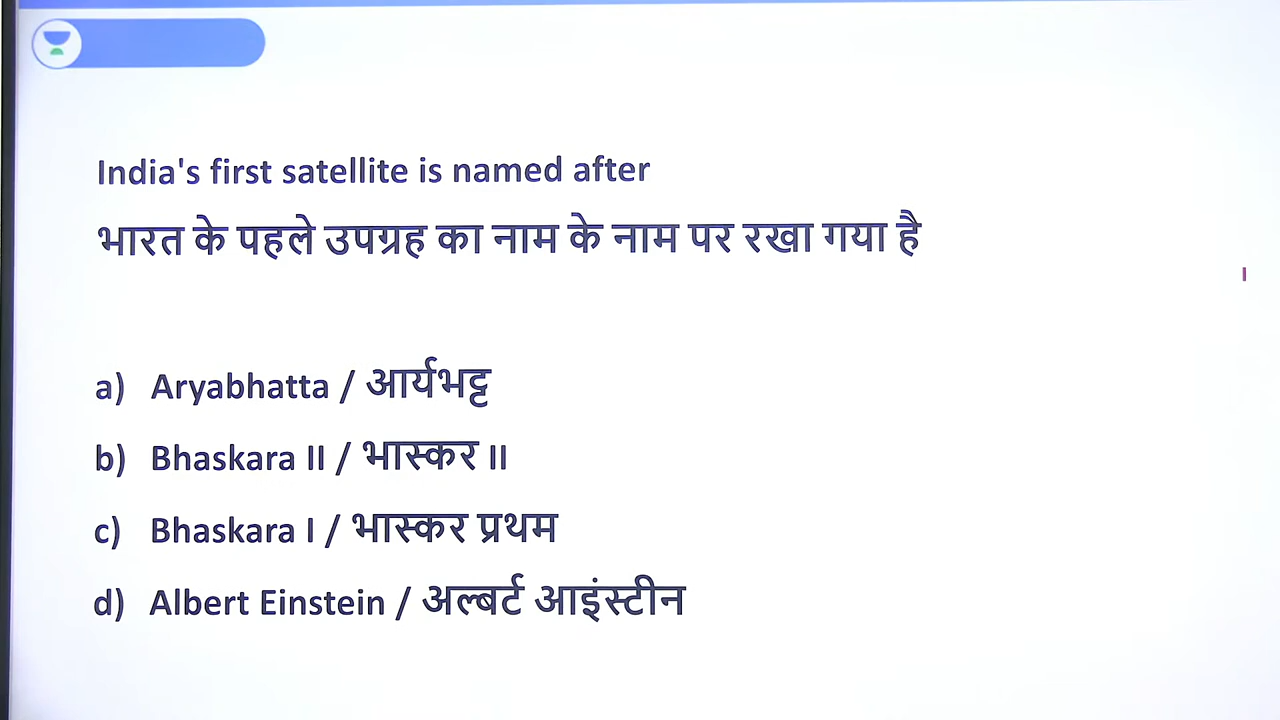 India's first satellite is named after
भारत के पहले उपग्रह का नाम के नाम पर रखा गया है
a) Aryabhatta / आर्यभट्ट
b) Bhaskara II / भास्कर II
c) Bhaskara I / भास्कर प्रथम
d) Albert Einstein / अल्बर्ट आइंस्टीन